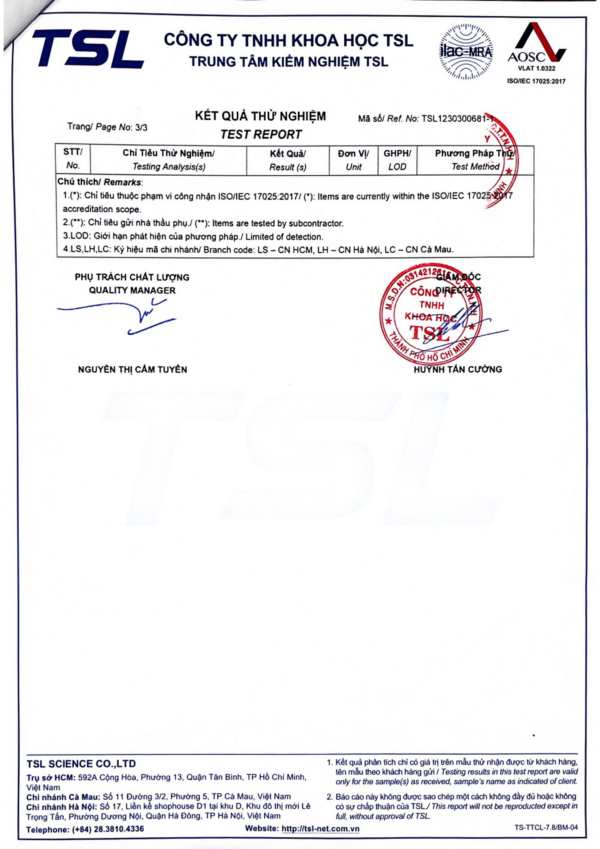 TSL
CÔNG TY TNHH KHOA HỌC TSL
TRUNG TÂM KIỂM NGHIỆM TSL
ilac-MRA
AOSC
VLAT 1.0322
ISO/IEC 17025:2017
KẾT QUẢ THỬ NGHIỆM
TEST REPORT
Trang/ Page No: 3/3
Mã số/ Ref. No: TSL1230300681-1
STT/ Chỉ Tiêu Thử Nghiệm/ Kết Quả/ Đơn Vị/ GHPH/ Phương Pháp Thử/
No. Testing Analysis(s) Result (s) Unit LOD Test Method
Chú thích/ Remarks:
1.(*): Chỉ tiêu thuộc phạm vi công nhận ISO/IEC 17025:2017/ (*): Items are currently within the ISO/IEC 17025:2017
accreditation scope.
2.(**): Chỉ tiêu gửi nhà thầu phụ./ (**): Items are tested by subcontractor.
3.LOD: Giới hạn phát hiện của phương pháp./ Limited of detection.
4.LS,LH,LC: Ký hiệu mã chi nhánh/ Branch code: LS – CN HCM, LH – CN Hà Nội, LC – CN Cà Mau.
PHỤ TRÁCH CHẤT LƯỢNG
QUALITY MANAGER
GIÁM ĐỐC
DIRECTOR
CÔNG TY
TNHH
KHOA HỌC
TSL
THÀNH PHỐ HỒ CHÍ MINH
NGUYỄN THỊ CẨM TUYÊN
HUỲNH TẤN CƯỜNG
TSL
TSL SCIENCE CO.,LTD
Trụ sở HCM: 592A Cộng Hòa, Phường 13, Quận Tân Bình, TP Hồ Chí Minh,
Việt Nam
Chi nhánh Cà Mau: Số 11 Đường 3/2, Phường 5, TP Cà Mau, Việt Nam
Chi nhánh Hà Nội: Số 17, Liền kề shophouse D1 tại khu D, Khu đô thị mới Lê
Trọng Tấn, Phường Dương Nội, Quận Hà Đông, TP Hà Nội, Việt Nam
Telephone: (+84) 28.3810.4336 Website: http://tsl-net.com.vn
1. Kết quả phân tích chỉ có giá trị trên mẫu thử nhận được từ khách hàng,
tên mẫu theo khách hàng gửi / Testing results in this test report are valid
only for the sample(s) as received, sample's name as indicated of client.
2. Báo cáo này không được sao chép một cách không đầy đủ hoặc không
có sự chấp thuận của TSL./ This report will not be reproduced except in
full, without approval of TSL.
TS-TTCL-7.8/BM-04